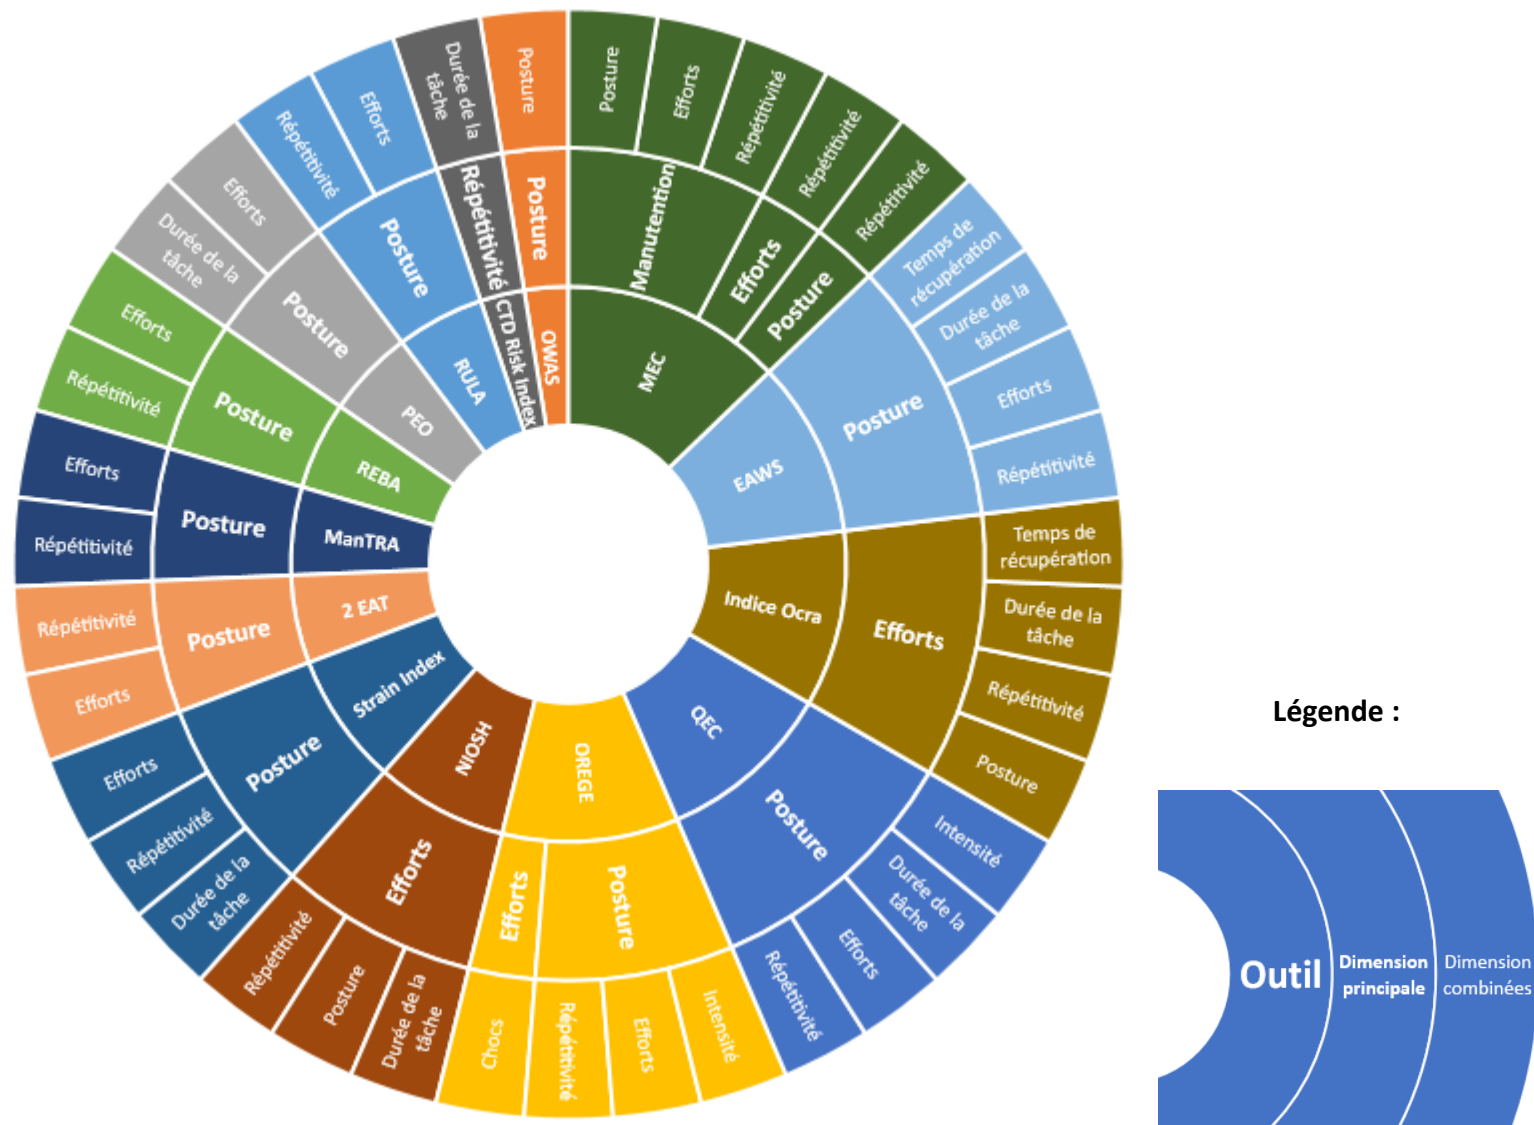 MEC
Manutention
Posture
Efforts
Répétitivité
Efforts
Répétitivité
Posture
Répétitivité
EAWS
Posture
Temps de
récupération
Durée de la
tâche
Efforts
Répétitivité
Indice Ocra
Efforts
Temps de
récupération
Durée de la
tâche
Répétitivité
Posture
QEC
Posture
Intensité
Durée de la
tâche
Efforts
Répétitivité
OREGE
Posture
Intensité
Efforts
Répétitivité
Efforts
Chocs
NIOSH
Efforts
Durée de la
tâche
Posture
Répétitivité
Strain Index
Posture
Durée de la
tâche
Répétitivité
Efforts
2 EAT
Posture
Efforts
Répétitivité
ManTRA
Posture
Répétitivité
Efforts
REBA
Posture
Répétitivité
Efforts
PEO
Posture
Durée de la
tâche
Efforts
RULA
Posture
Répétitivité
Efforts
CTD Risk Index
Répétitivité
Durée de la
tâche
OWAS
Posture
Posture
Légende :
Outil
Dimension
principale
Dimension
combinées